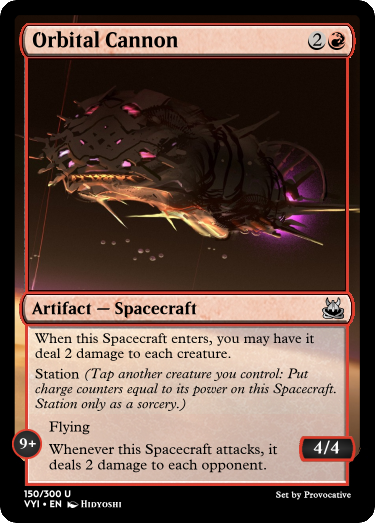 Orbital Cannon 2
Artifact — Spacecraft
When this Spacecraft enters, you may have it
deal 2 damage to each creature.
Station (Tap another creature you control: Put
charge counters equal to its power on this Spacecraft.
Station only as a sorcery.)
Flying
9+
Whenever this Spacecraft attacks, it
deals 2 damage to each opponent.
4/4
150/300 U
VYI • EN Hidyoshi
Set by Provocative